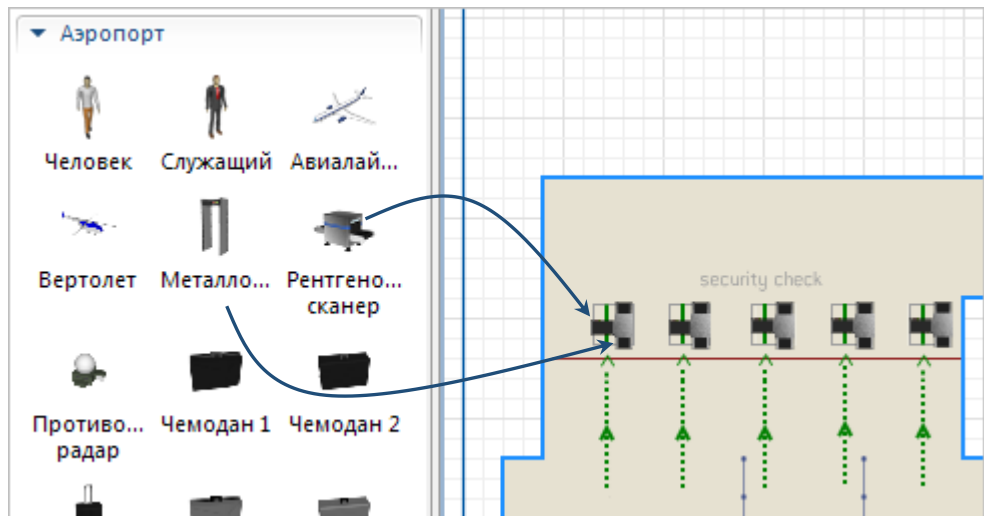 Аэропорт
Человек
Служащий
Авиалай...
Вертолет
Металло...
Рентгено...
сканер
security check
Противо...
радар
Чемодан 1
Чемодан 2